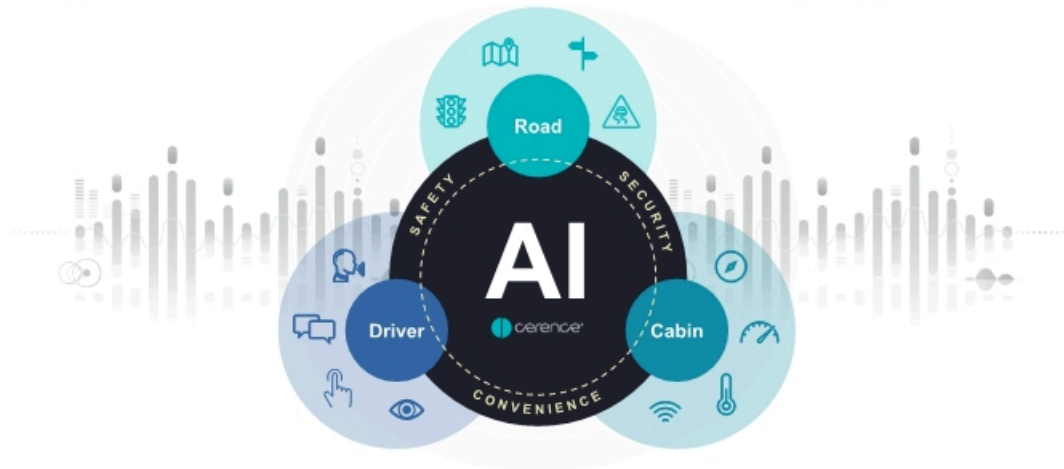 Road
SAFETY
SECURITY
AI
cerence
Driver
Cabin
CONVENIENCE